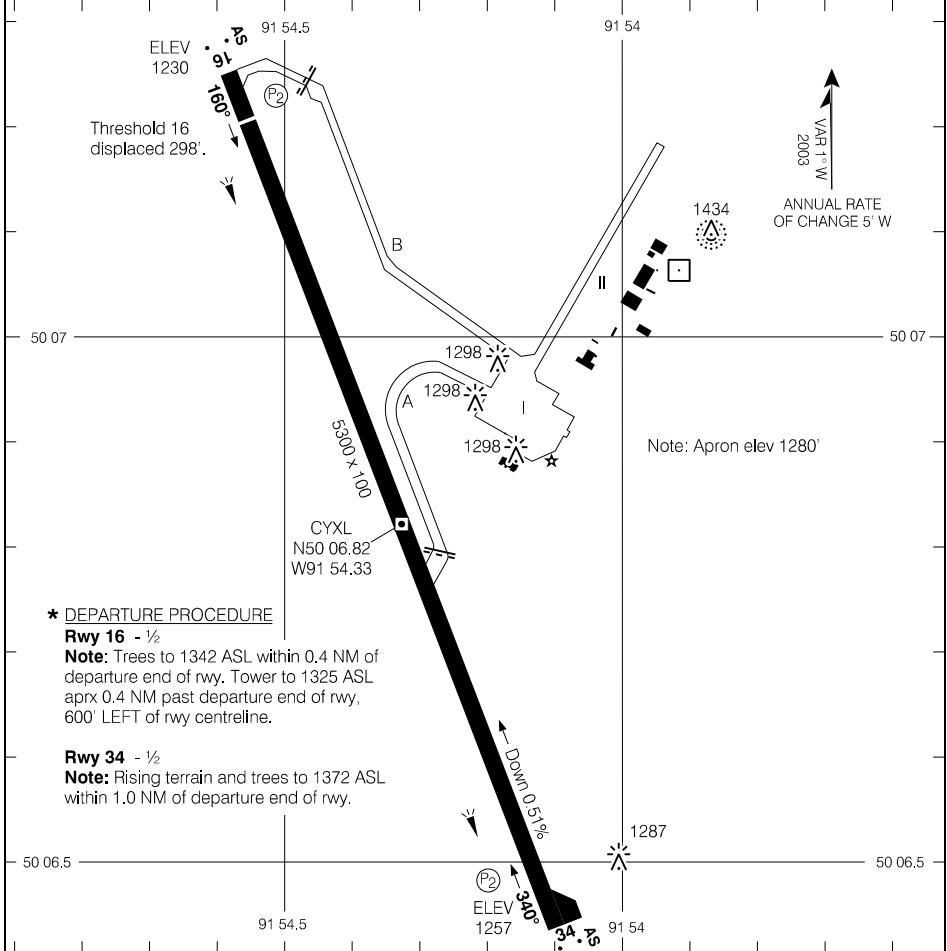 91 54.5
91 54
AS
16
ELEV
1230
160°
P2
Threshold 16
displaced 298'.
VAR 1° W
2003
ANNUAL RATE
OF CHANGE 5' W
1434
B
II
50 07
50 07
1298
1298
A
I
1298
Note: Apron elev 1280'
5300 x 100
CYXL
N50 06.82
W91 54.33
* DEPARTURE PROCEDURE
Rwy 16 - ½
Note: Trees to 1342 ASL within 0.4 NM of
departure end of rwy. Tower to 1325 ASL
aprx 0.4 NM past departure end of rwy,
600' LEFT of rwy centreline.
Rwy 34 - ½
Note: Rising terrain and trees to 1372 ASL
within 1.0 NM of departure end of rwy.
Down 0.51%
1287
50 06.5
50 06.5
P2
ELEV
1257
340°
34
AS
91 54.5
91 54